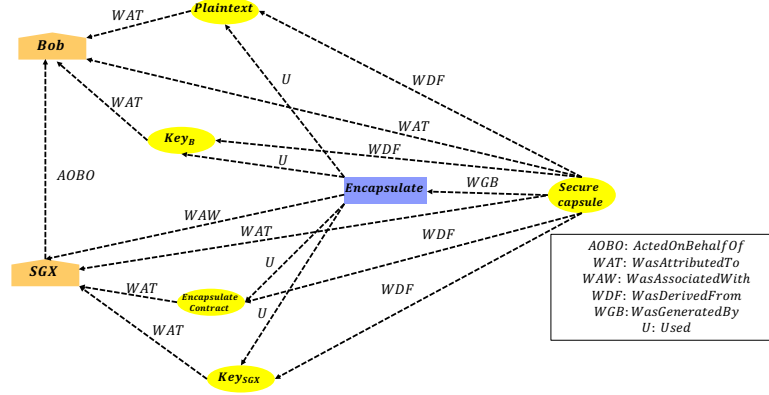 Plaintext
WAT
Bob
WDF
U
WAT
WAT
Key_B
WDF
U
AOBO
WGB
Encapsulate
Secure
capsule
WAW
WAT
WDF
SGX
U
WAT
Encapsulate
Contract
WDF
U
WAT
Key_SGX
AOBO: ActedOnBehalfOf
WAT: WasAttributedTo
WAW: WasAssociatedWith
WDF: WasDerivedFrom
WGB: WasGeneratedBy
U: Used